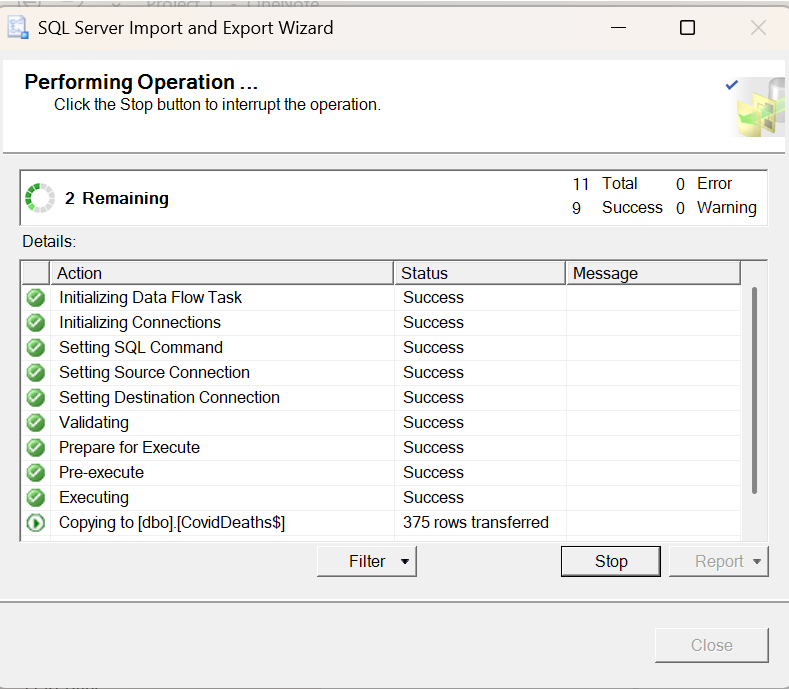 SQL Server Import and Export Wizard
Performing Operation ...
Click the Stop button to interrupt the operation.
2 Remaining
11 Total 0 Error
9 Success 0 Warning
Details:
Action Status Message
Initializing Data Flow Task Success
Initializing Connections Success
Setting SQL Command Success
Setting Source Connection Success
Setting Destination Connection Success
Validating Success
Prepare for Execute Success
Pre-execute Success
Executing Success
Copying to [dbo].[CovidDeaths$] 375 rows transferred
Filter Stop Report
Close